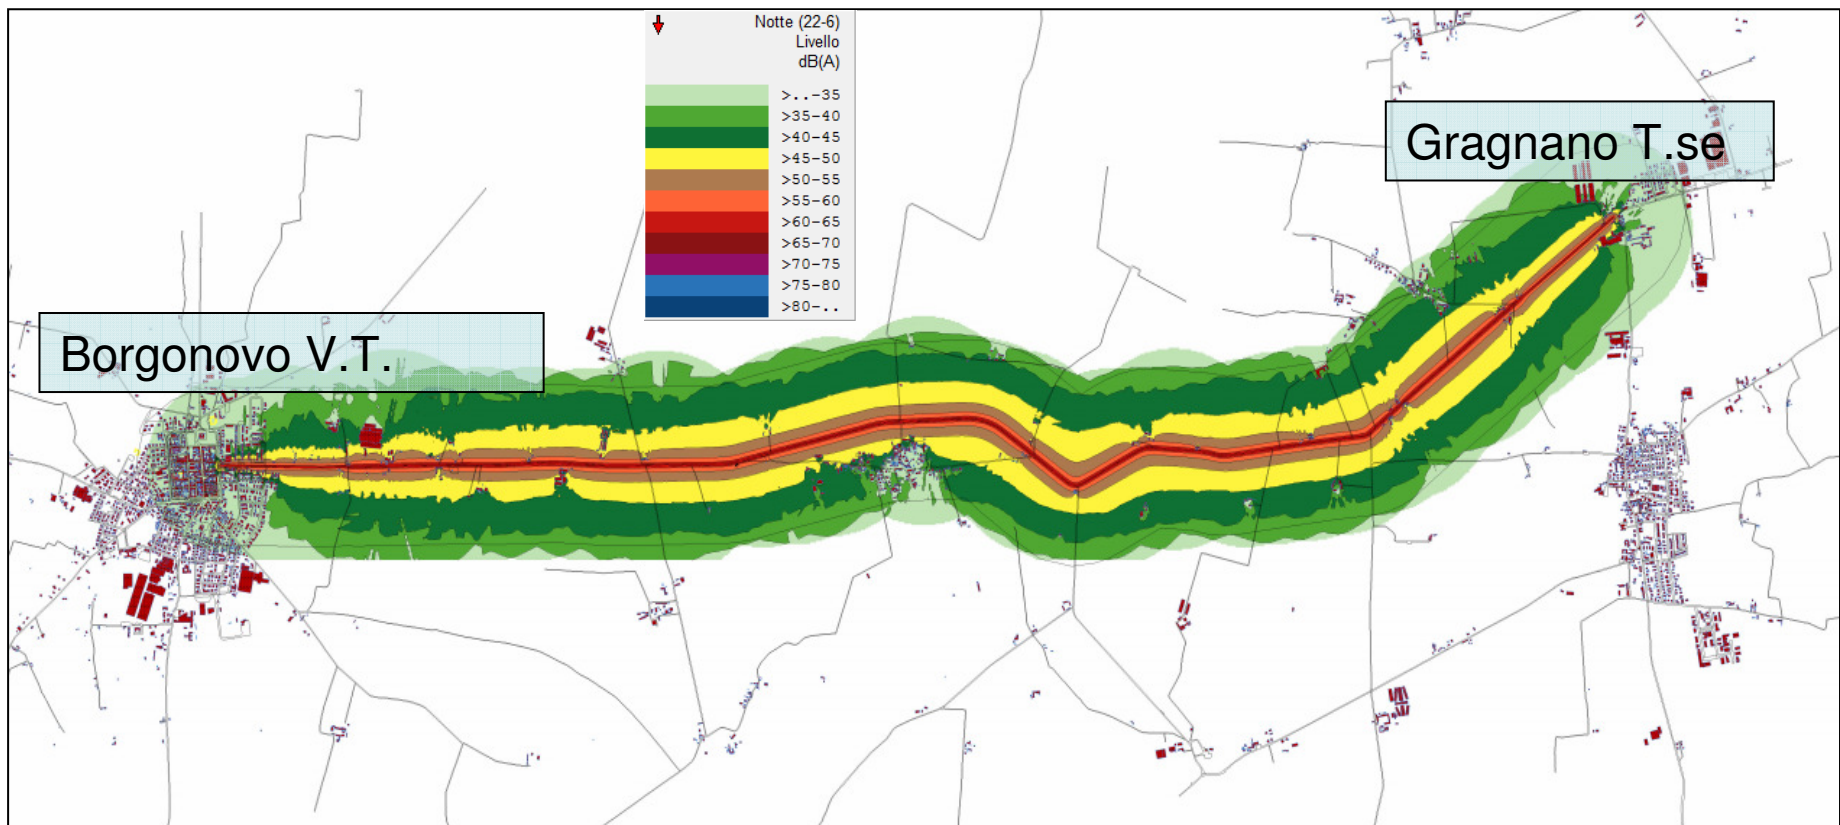 Notte (22-6)
Livello
dB(A)
>..-35
>35-40
>40-45
>45-50
>50-55
>55-60
>60-65
>65-70
>70-75
>75-80
>80-..
Gragnano T.se
Borgonovo V.T.